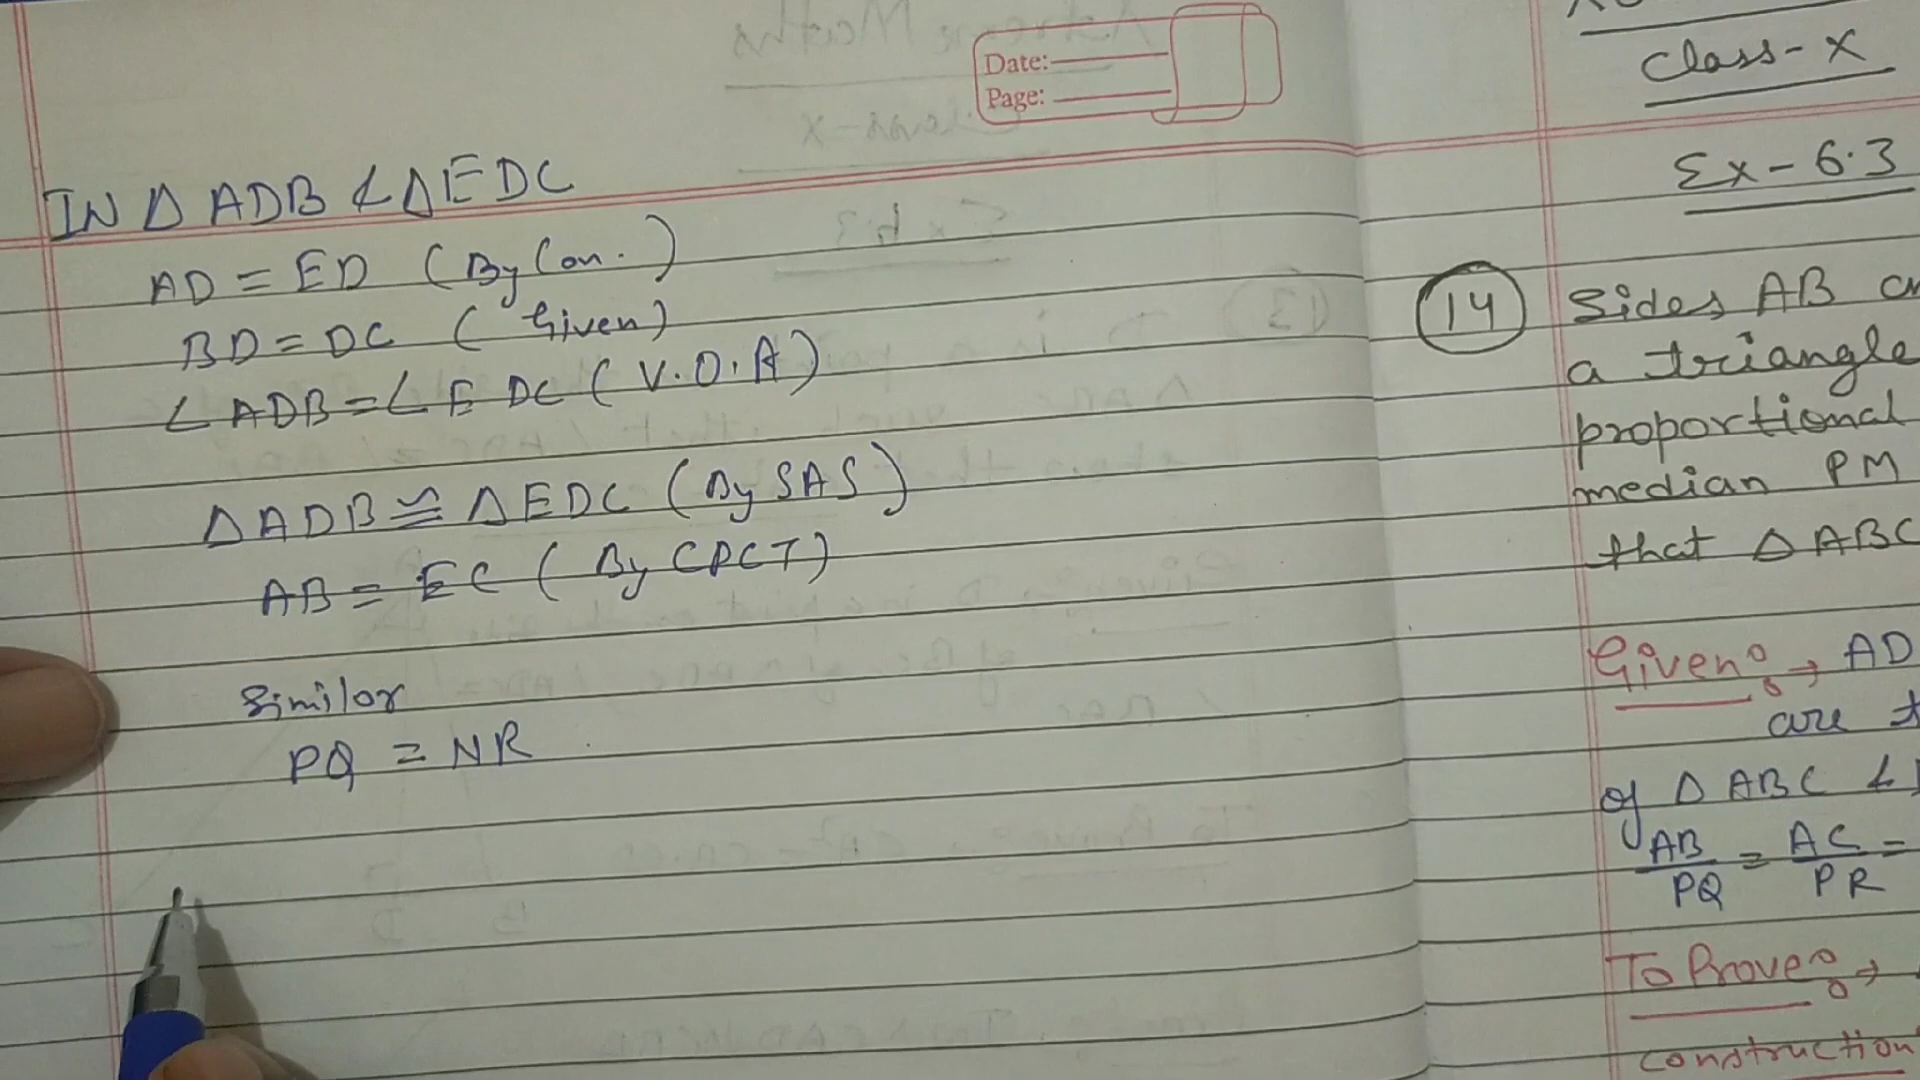 Date:
Page:
IN Δ ADB & Δ EDC
AD = ED (By Con.)
BD = DC (Given)
∠ ADB = ∠ EDC (V.O.A)
Δ ADB ≅ Δ EDC (By SAS)
AB = EC (By CPCT)
Similor
PQ = NR
Class-X
Ex-6.3
14 Sides AB
a triangle
proportional
median PM
that Δ ABC
Given:→ AD
are
of Δ ABC &
AB/PQ = AC/PR =
To Prove:→
construction